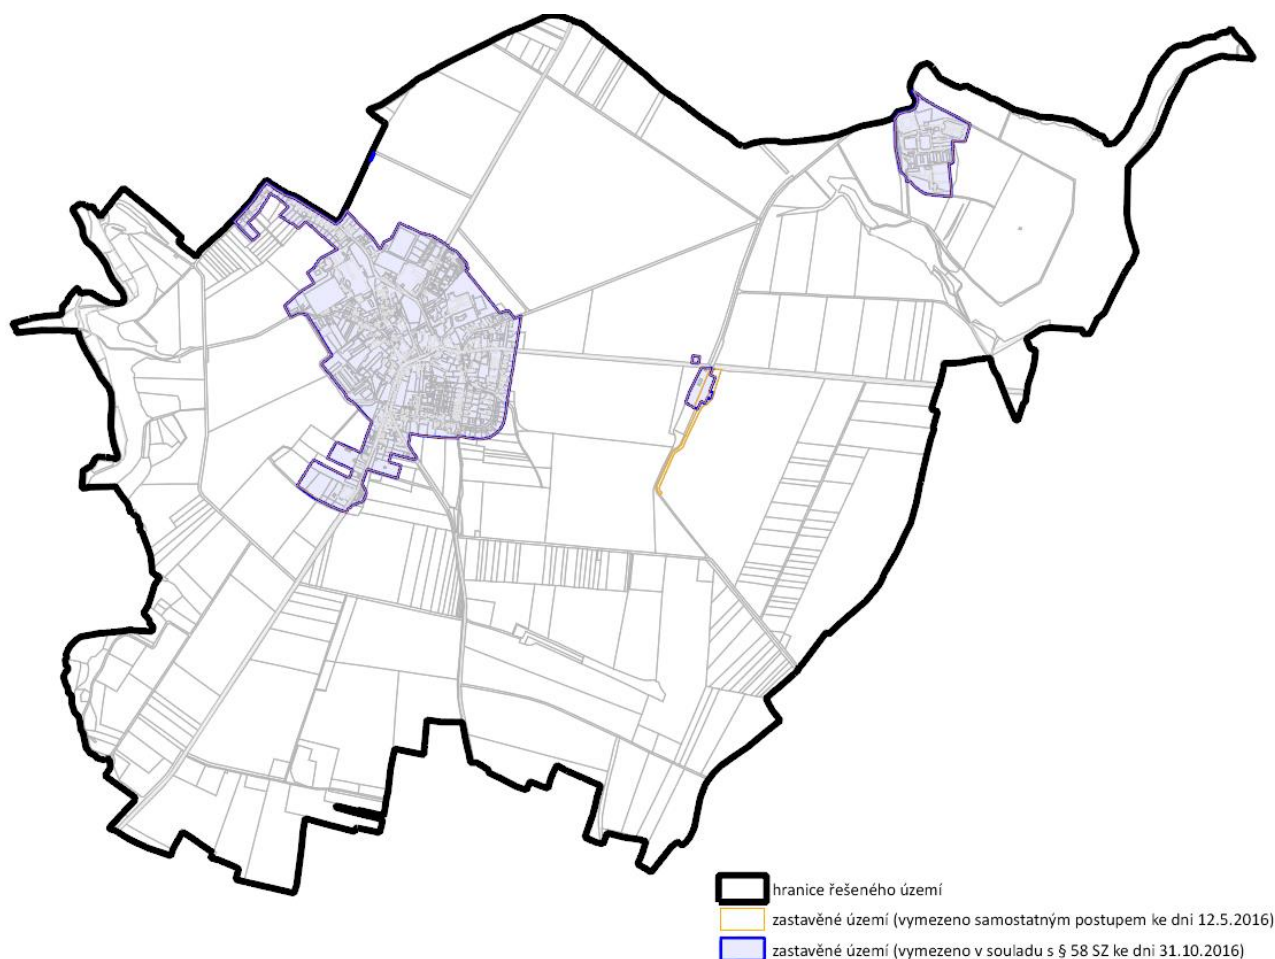 hranice řešeného území
zastavěné území (vymezeno samostatným postupem ke dni 12.5.2016)
zastavěné území (vymezeno v souladu s § 58 SZ ke dni 31.10.2016)